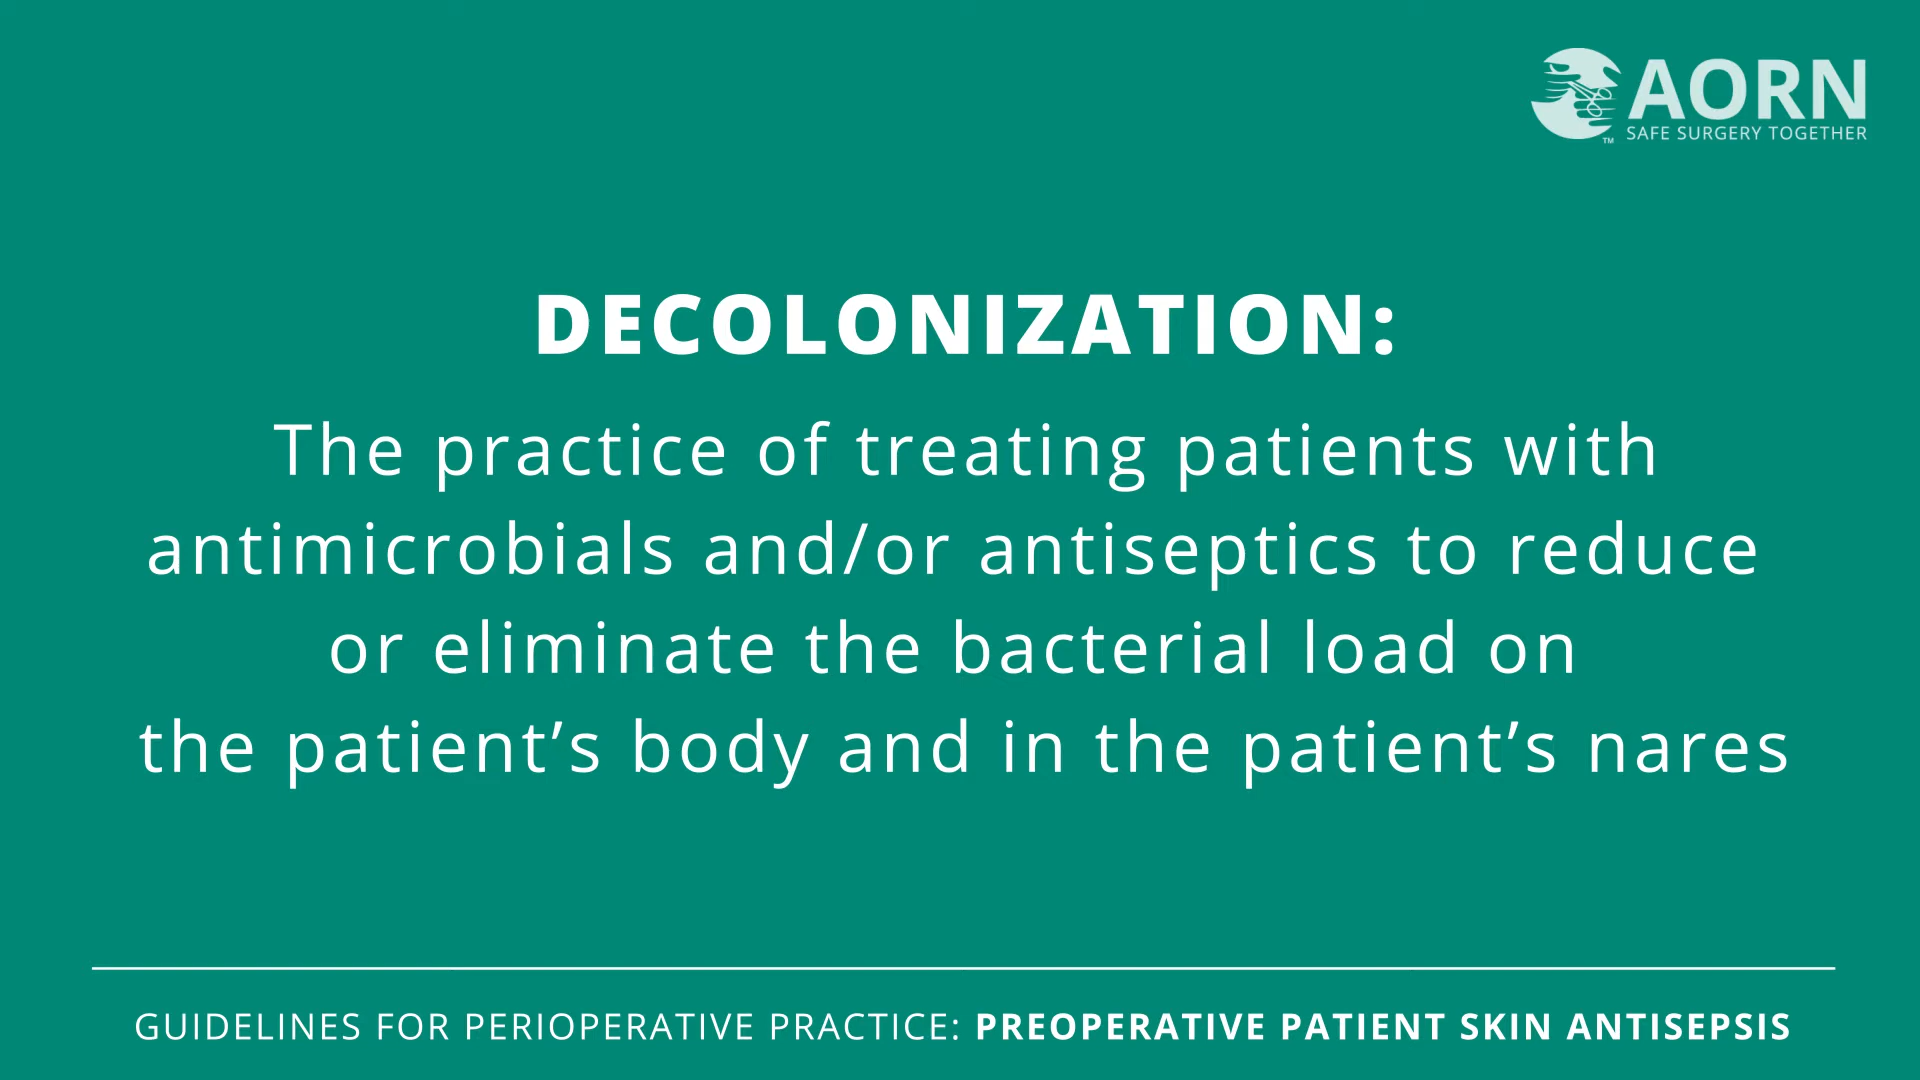 AORN
SAFE SURGERY TOGETHER
TM
DECOLONIZATION:
The practice of treating patients with
antimicrobials and/or antiseptics to reduce
or eliminate the bacterial load on
the patient’s body and in the patient’s nares
GUIDELINES FOR PERIOPERATIVE PRACTICE: PREOPERATIVE PATIENT SKIN ANTISEPSIS